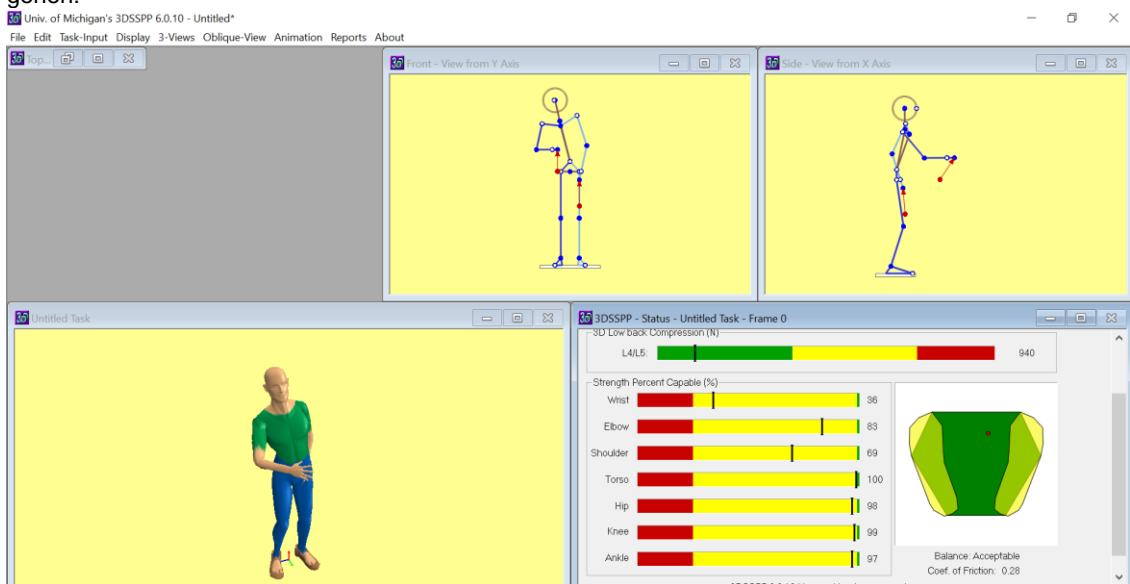 gehen.
Univ. of Michigan's 3DSSPP 6.0.10 - Untitled*
File Edit Task-Input Display 3-Views Oblique-View Animation Reports About
Top...
Front - View from Y Axis
Side - View from X Axis
Untitled Task
3DSSPP - Status - Untitled Task - Frame 0
3D Low back Compression (N)
L4/L5: 940
Strength Percent Capable (%)
Wrist 36
Elbow 83
Shoulder 69
Torso 100
Hip 98
Knee 99
Ankle 97
Balance: Acceptable
Coef. of Friction: 0.28